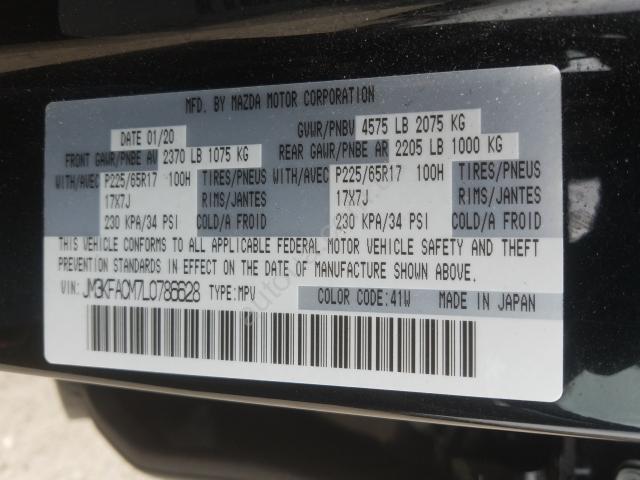 MFD. BY MAZDA MOTOR CORPORATION
DATE 01/20 GVWR/PNBV 4575 LB 2075 KG
FRONT GAWR/PNBE AV 2370 LB 1075 KG REAR GAWR/PNBE AR 2205 LB 1000 KG
WITH/AVEC P225/65R17 100H TIRES/PNEUS WITH/AVEC P225/65R17 100H TIRES/PNEUS
17X7J RIMS/JANTES 17X7J RIMS/JANTES
230 KPA/34 PSI COLD/A FROID 230 KPA/34 PSI COLD/A FROID
THIS VEHICLE CONFORMS TO ALL APPLICABLE FEDERAL MOTOR VEHICLE SAFETY AND THEFT
PREVENTION STANDARDS IN EFFECT ON THE DATE OF MANUFACTURE SHOWN ABOVE.
VIN: JM3KFACM7L0786628 TYPE:MPV COLOR CODE:41W MADE IN JAPAN